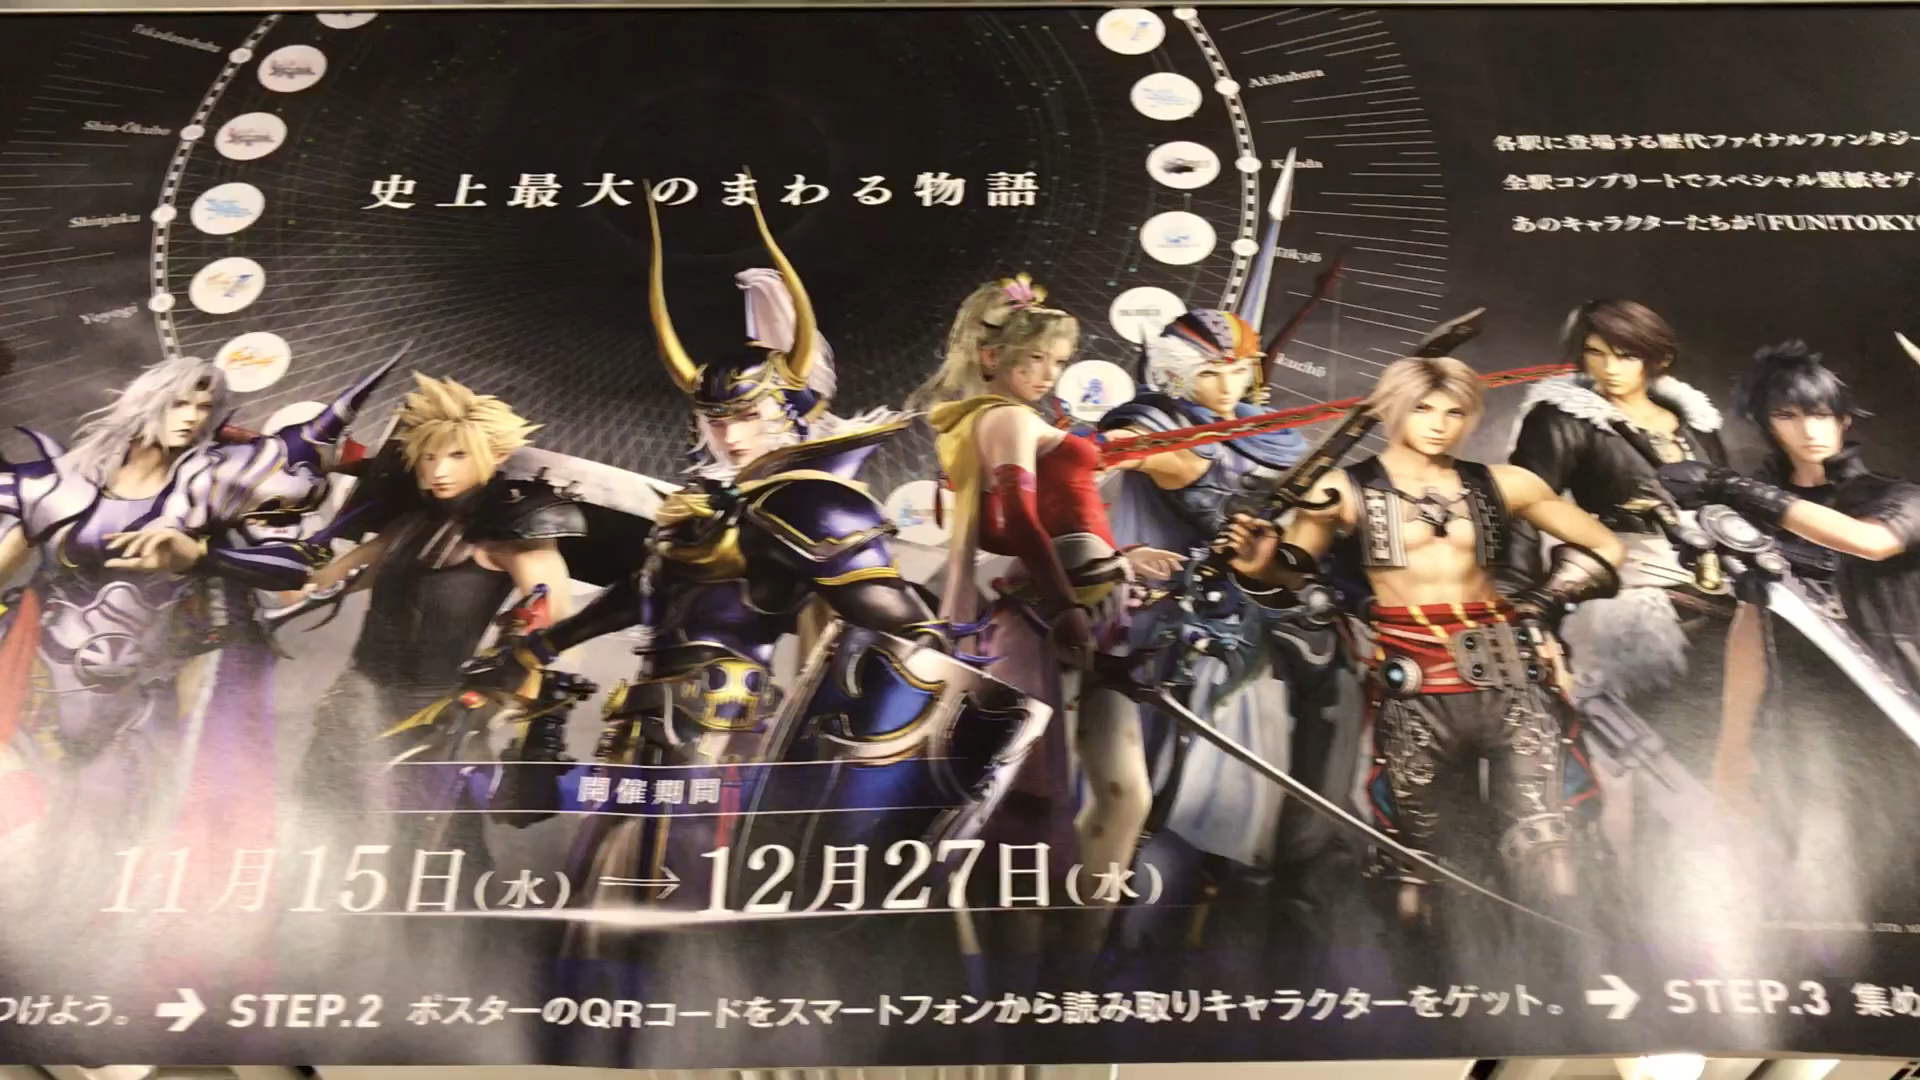 Takadanobaba
Shin-Ōkubo
Shinjuku
Yoyogi
Akihabara
Kanda
Tōkyō
史上最大のまわる物語
各駅に登場する歴代ファイナルファンタジー
全駅コンプリートでスペシャル壁紙をゲ
あのキャラクターたちが「FUN!TOKYO
開催期間
11月15日(水) ⇒ 12月27日(水)
つけよう。 → STEP.2 ポスターのQRコードをスマートフォンから読み取りキャラクターをゲット。 → STEP.3 集め